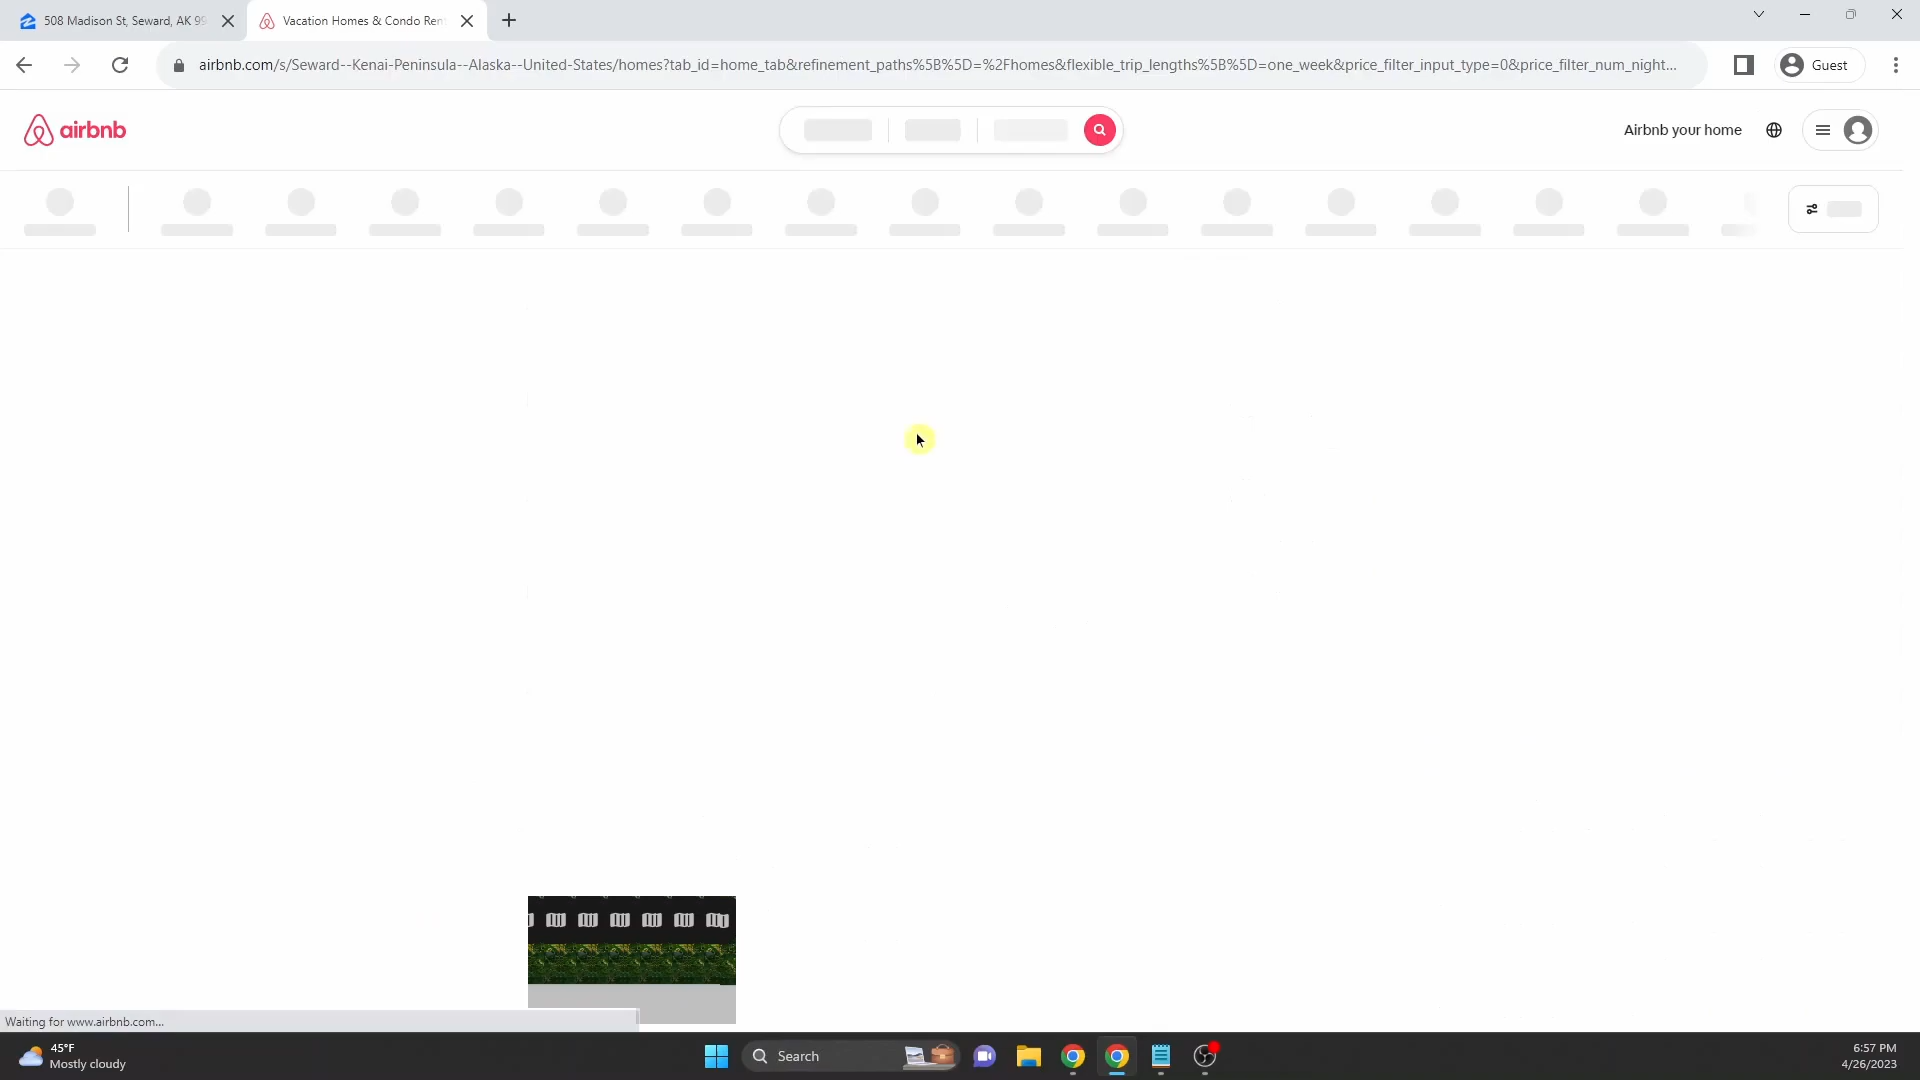 508 Madison St, Seward, AK 99
Vacation Homes & Condo Ren
airbnb.com/s/Seward--Kenai-Peninsula--Alaska--United-States/homes?tab_id=home_tab&refinement_paths%5B%5D=%2Fhomes&flexible_trip_lengths%5B%5D=one_week&price_filter_input_type=0&price_filter_num_night...
Guest
airbnb
Airbnb your home
Waiting for www.airbnb.com...
45°F
Mostly cloudy
Search
6:57 PM
4/26/2023